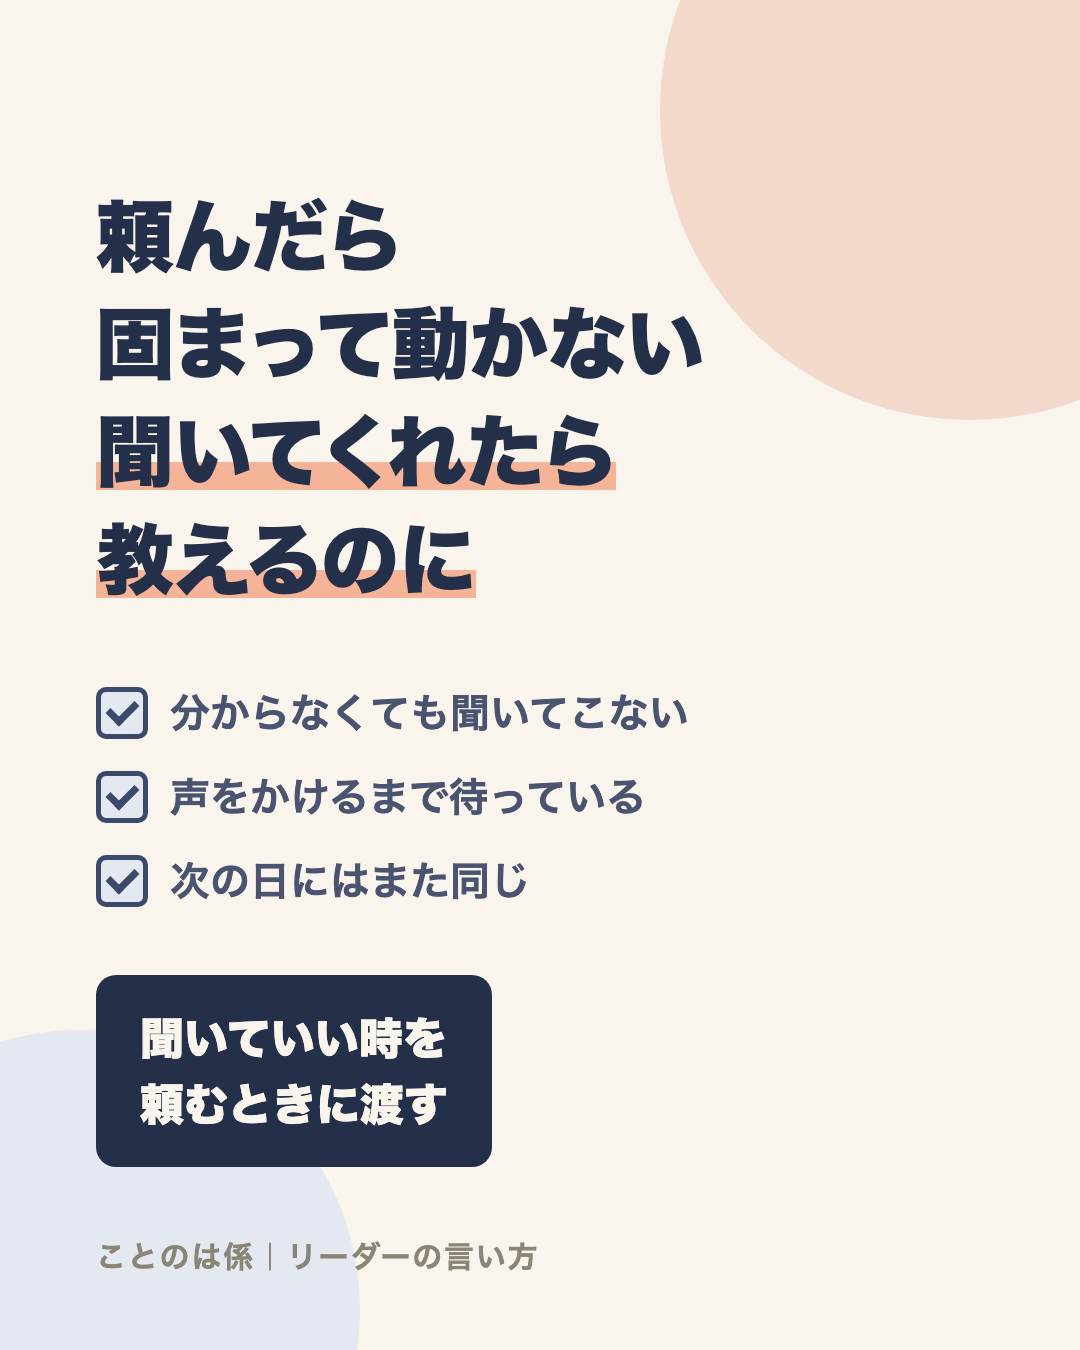 頼んだら
固まって動かない
聞いてくれたら
教えるのに
分からなくても聞いてこない
声をかけるまで待っている
次の日にはまた同じ
聞いていい時を
頼むときに渡す
ことのは係｜リーダーの言い方